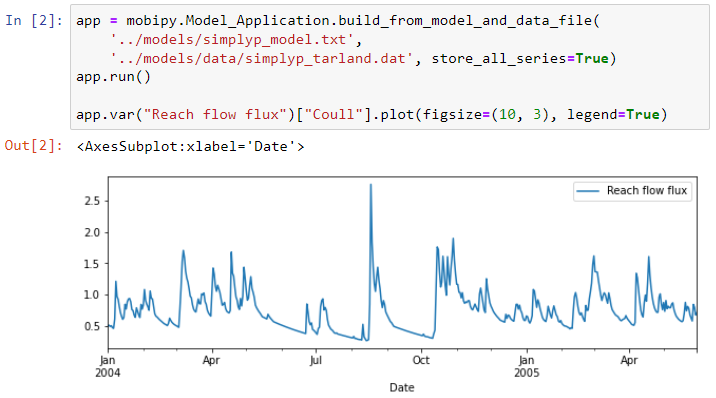 In [2]: app = mobipy.Model_Application.build_from_model_and_data_file(
'../models/simplyp_model.txt',
'../models/data/simplyp_tarland.dat', store_all_series=True)
app.run()
app.var("Reach flow flux")["Coull"].plot(figsize=(10, 3), legend=True)
Out[2]: <AxesSubplot:xlabel='Date'>
Reach flow flux
2.5
2.0
1.5
1.0
0.5
Jan Apr Jul Oct Jan Apr
2004 2005
Date